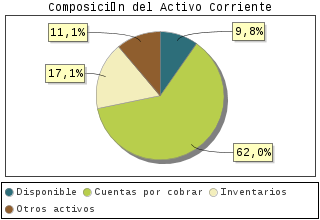 Composici▯n del Activo Corriente
11,1%
9,8%
17,1%
62,0%
Disponible Cuentas por cobrar Inventarios
Otros activos